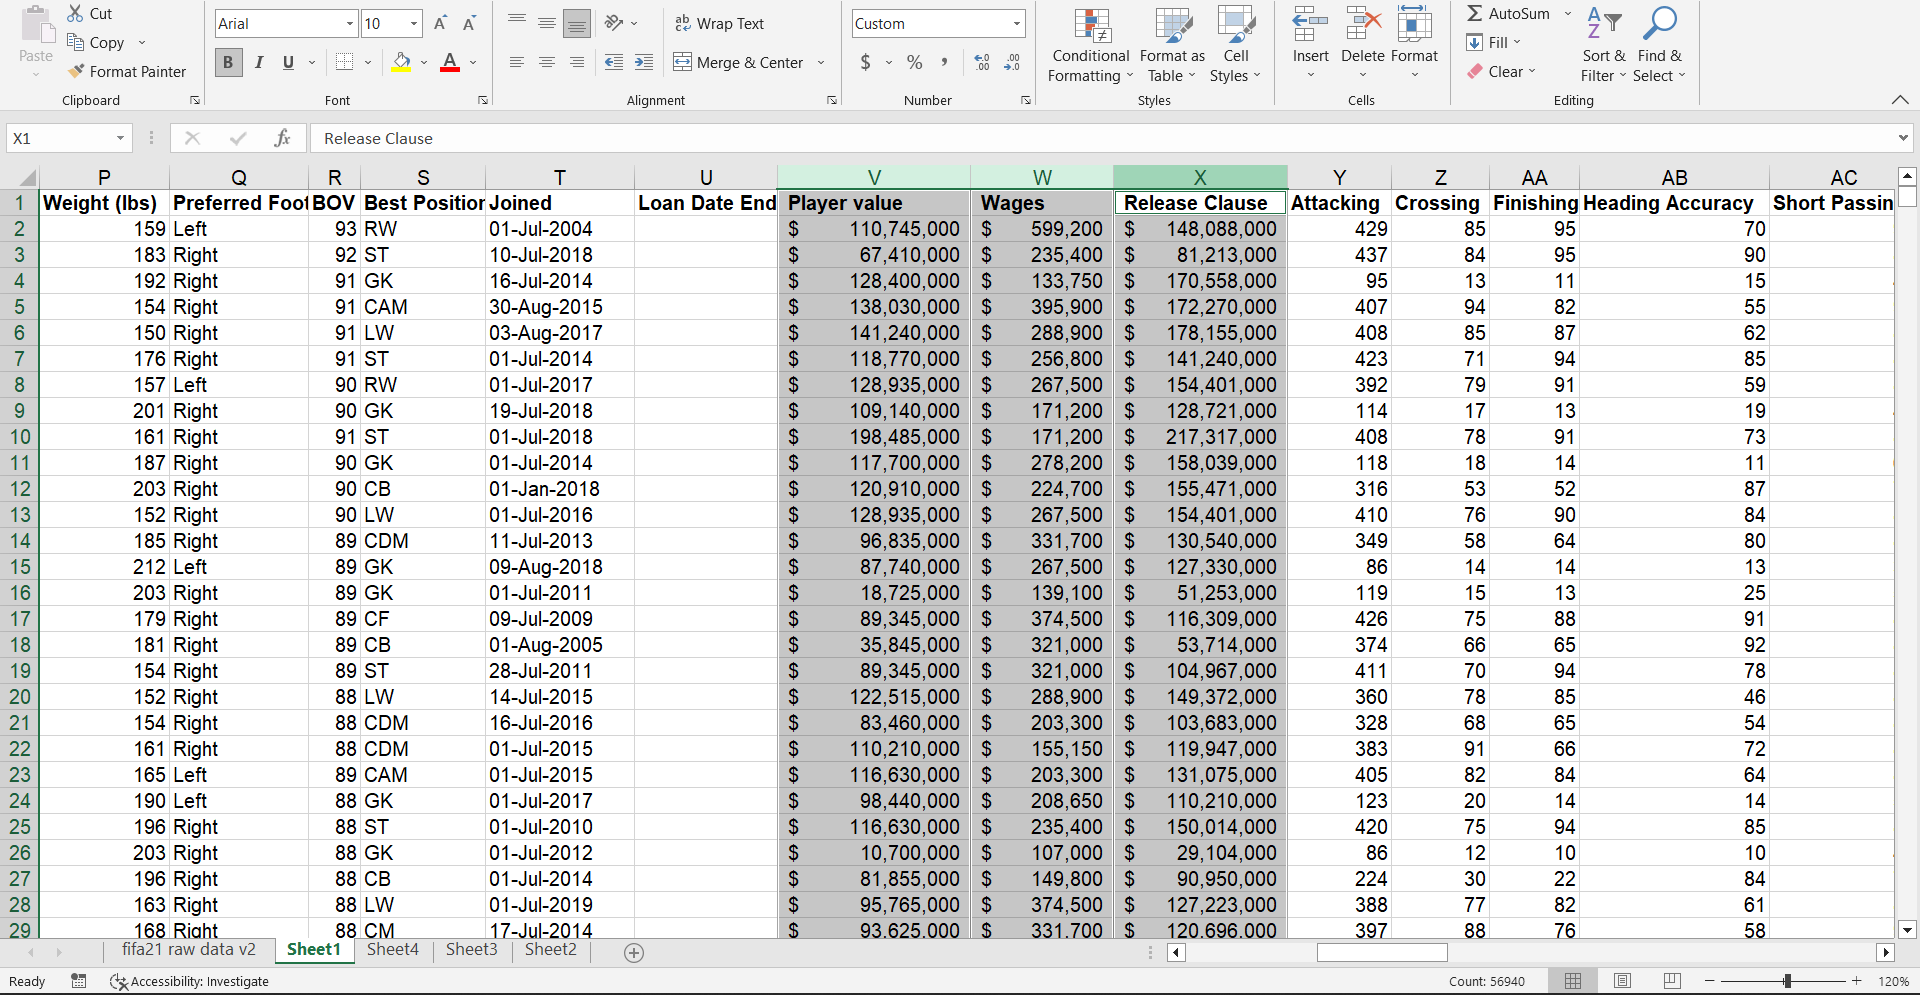 Cut
Copy
Paste
Format Painter
Clipboard
Arial 10
B I U
Font
Wrap Text
Merge & Center
Alignment
Custom
$ % ,
Number
Conditional Formatting
Format as Table
Cell Styles
Styles
Insert Delete Format
Cells
AutoSum
Fill
Clear
Sort & Filter
Find & Select
Editing
X1 fx Release Clause
P Q R S T U V W X Y Z AA AB AC
1 Weight (lbs) Preferred Foot BOV Best Position Joined Loan Date End Player value Wages Release Clause Attacking Crossing Finishing Heading Accuracy Short Passin
2 159 Left 93 RW 01-Jul-2004 $ 110,745,000 $ 599,200 $ 148,088,000 429 85 95 70
3 183 Right 92 ST 10-Jul-2018 $ 67,410,000 $ 235,400 $ 81,213,000 437 84 95 90
4 192 Right 91 GK 16-Jul-2014 $ 128,400,000 $ 133,750 $ 170,558,000 95 13 11 15
5 154 Right 91 CAM 30-Aug-2015 $ 138,030,000 $ 395,900 $ 172,270,000 407 94 82 55
6 150 Right 91 LW 03-Aug-2017 $ 141,240,000 $ 288,900 $ 178,155,000 408 85 87 62
7 176 Right 91 ST 01-Jul-2014 $ 118,770,000 $ 256,800 $ 141,240,000 423 71 94 85
8 157 Left 90 RW 01-Jul-2017 $ 128,935,000 $ 267,500 $ 154,401,000 392 79 91 59
9 201 Right 90 GK 19-Jul-2018 $ 109,140,000 $ 171,200 $ 128,721,000 114 17 13 19
10 161 Right 91 ST 01-Jul-2018 $ 198,485,000 $ 171,200 $ 217,317,000 408 78 91 73
11 187 Right 90 GK 01-Jul-2014 $ 117,700,000 $ 278,200 $ 158,039,000 118 18 14 11
12 203 Right 90 CB 01-Jan-2018 $ 120,910,000 $ 224,700 $ 155,471,000 316 53 52 87
13 152 Right 90 LW 01-Jul-2016 $ 128,935,000 $ 267,500 $ 154,401,000 410 76 90 84
14 185 Right 89 CDM 11-Jul-2013 $ 96,835,000 $ 331,700 $ 130,540,000 349 58 64 80
15 212 Left 89 GK 09-Aug-2018 $ 87,740,000 $ 267,500 $ 127,330,000 86 14 14 13
16 203 Right 89 GK 01-Jul-2011 $ 18,725,000 $ 139,100 $ 51,253,000 119 15 13 25
17 179 Right 89 CF 09-Jul-2009 $ 89,345,000 $ 374,500 $ 116,309,000 426 75 88 91
18 181 Right 89 CB 01-Aug-2005 $ 35,845,000 $ 321,000 $ 53,714,000 374 66 65 92
19 154 Right 89 ST 28-Jul-2011 $ 89,345,000 $ 321,000 $ 104,967,000 411 70 94 78
20 152 Right 88 LW 14-Jul-2015 $ 122,515,000 $ 288,900 $ 149,372,000 360 78 85 46
21 154 Right 88 CDM 16-Jul-2016 $ 83,460,000 $ 203,300 $ 103,683,000 328 68 65 54
22 161 Right 88 CDM 01-Jul-2015 $ 110,210,000 $ 155,150 $ 119,947,000 383 91 66 72
23 165 Left 89 CAM 01-Jul-2015 $ 116,630,000 $ 203,300 $ 131,075,000 405 82 84 64
24 190 Left 88 GK 01-Jul-2017 $ 98,440,000 $ 208,650 $ 110,210,000 123 20 14 14
25 196 Right 88 ST 01-Jul-2010 $ 116,630,000 $ 235,400 $ 150,014,000 420 75 94 85
26 203 Right 88 GK 01-Jul-2012 $ 10,700,000 $ 107,000 $ 29,104,000 86 12 10 10
27 196 Right 88 CB 01-Jul-2014 $ 81,855,000 $ 149,800 $ 90,950,000 224 30 22 84
28 163 Right 88 LW 01-Jul-2019 $ 95,765,000 $ 374,500 $ 127,223,000 388 77 82 61
29 168 Right 88 CM 17-Jul-2014 $ 93,625,000 $ 331,700 $ 120,696,000 397 88 76 58
fifa21 raw data v2 Sheet1 Sheet4 Sheet3 Sheet2
Ready Accessibility: Investigate Count: 56940 120%